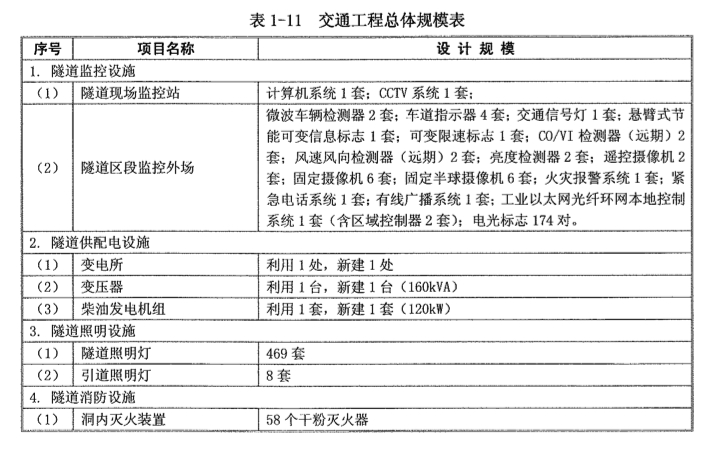 表 1-11 交通工程总体规模表
序号 项目名称 设 计 规 模
1. 隧道监控设施
（1） 隧道现场监控站 计算机系统 1 套；CCTV 系统 1 套；
微波车辆检测器 2 套；车道指示器 4 套；交通信号灯 1 套；悬臂式节
能可变信息标志 1 套；可变限速标志 1 套；CO/VI 检测器（远期）2
套；风速风向检测器（远期）2 套；亮度检测器 2 套；遥控摄像机 2
（2） 隧道区段监控外场 套；固定摄像机 6 套；固定半球摄像机 6 套；火灾报警系统 1 套；紧
急电话系统 1 套；有线广播系统 1 套；工业以太网光纤环网本地控制
系统 1 套（含区域控制器 2 套）；电光标志 174 对。
2. 隧道供配电设施
（1） 变电所 利用 1 处，新建 1 处
（2） 变压器 利用 1 台，新建 1 台（160kVA）
（3） 柴油发电机组 利用 1 套，新建 1 套（120kW）
3. 隧道照明设施
（1） 隧道照明灯 469 套
（2） 引道照明灯 8 套
4. 隧道消防设施
（1） 洞内灭火装置 58 个干粉灭火器